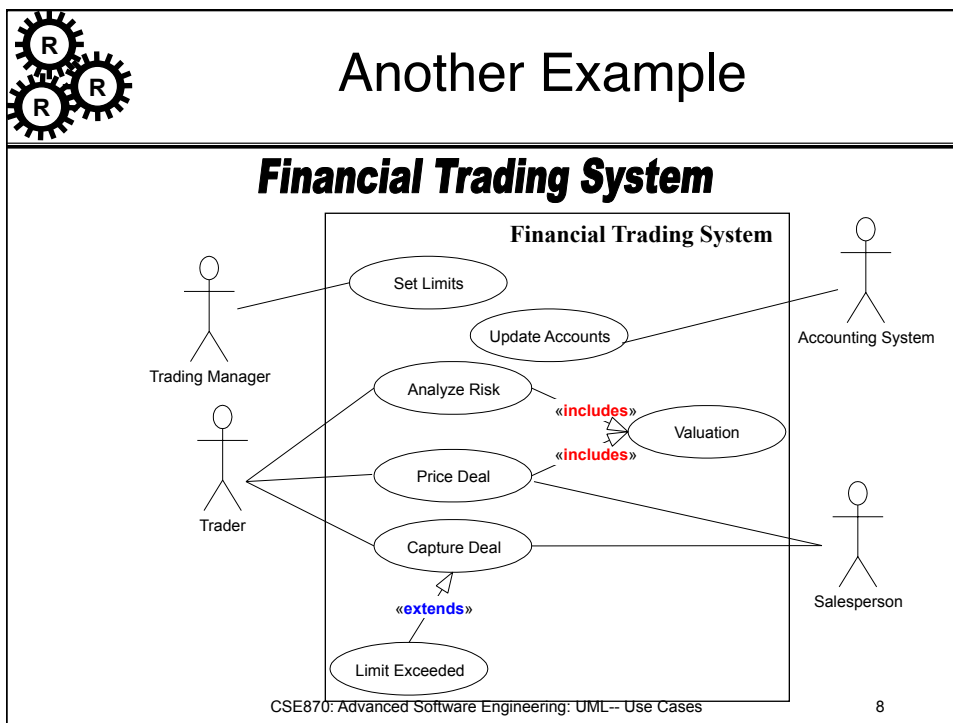 R
R
R
Another Example
Financial Trading System
Financial Trading System
Set Limits
Update Accounts
Accounting System
Trading Manager
Analyze Risk
«includes»
Valuation
«includes»
Price Deal
Trader
Capture Deal
Salesperson
«extends»
Limit Exceeded
CSE870: Advanced Software Engineering: UML-- Use Cases
8